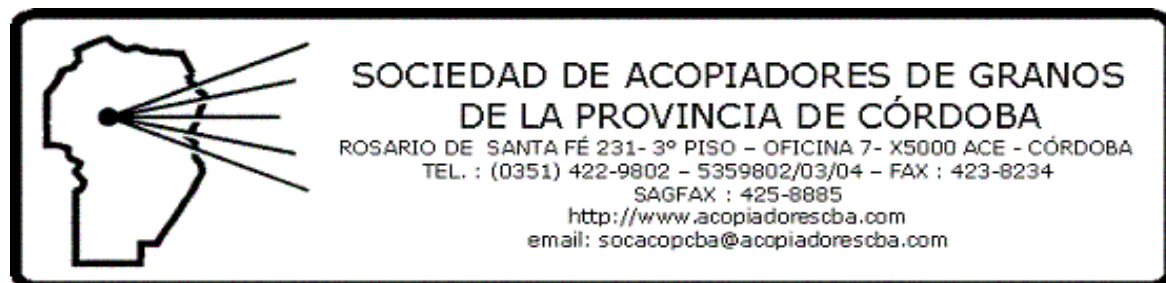 SOCIEDAD DE ACOPIADORES DE GRANOS
DE LA PROVINCIA DE CÓRDOBA
ROSARIO DE SANTA FÉ 231- 3º PISO – OFICINA 7- X5000 ACE - CÓRDOBA
TEL. : (0351) 422-9802 – 5359802/03/04 – FAX : 423-8234
SAGFAX : 425-8885
http://www.acopiadorescba.com
email: socacopcba@acopiadorescba.com